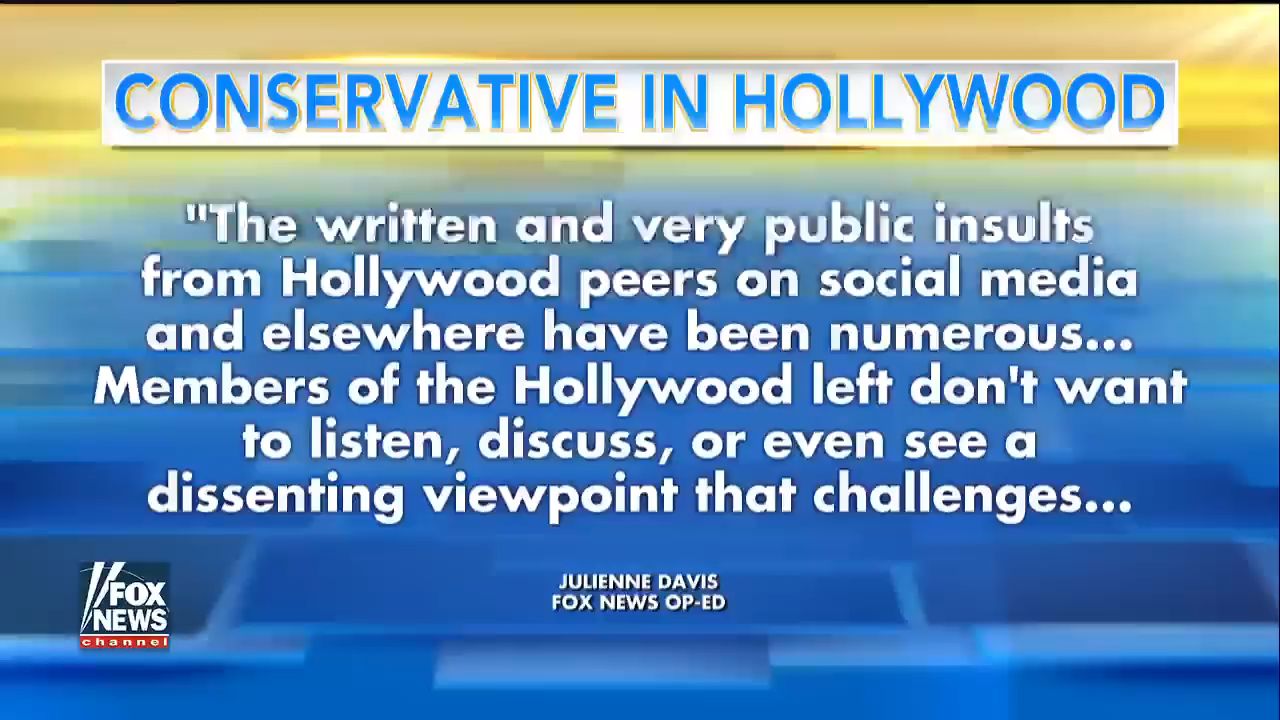 CONSERVATIVE IN HOLLYWOOD
"The written and very public insults
from Hollywood peers on social media
and elsewhere have been numerous...
Members of the Hollywood left don't want
to listen, discuss, or even see a
dissenting viewpoint that challenges...
JULIENNE DAVIS
FOX NEWS OP-ED
FOX
NEWS
channel